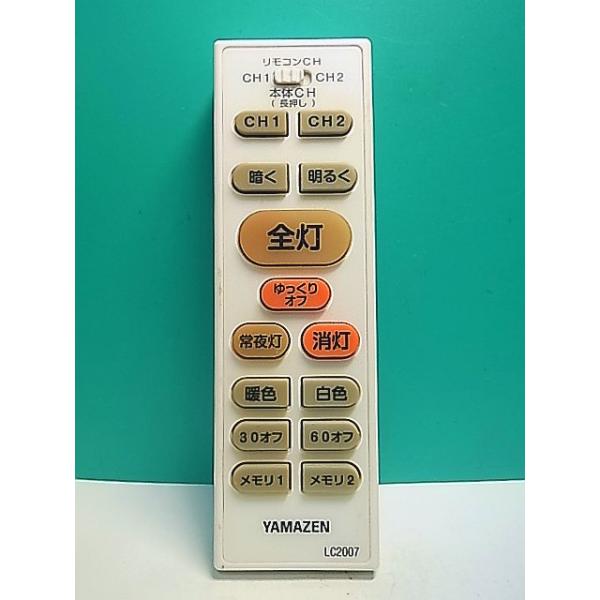 リモコンCH
CH1 CH2
本体CH
(長押し)
CH1 CH2
暗く 明るく
全灯
ゆっくり
オフ
常夜灯 消灯
暖色 白色
30オフ 60オフ
メモリ1 メモリ2
YAMAZEN
LC2007